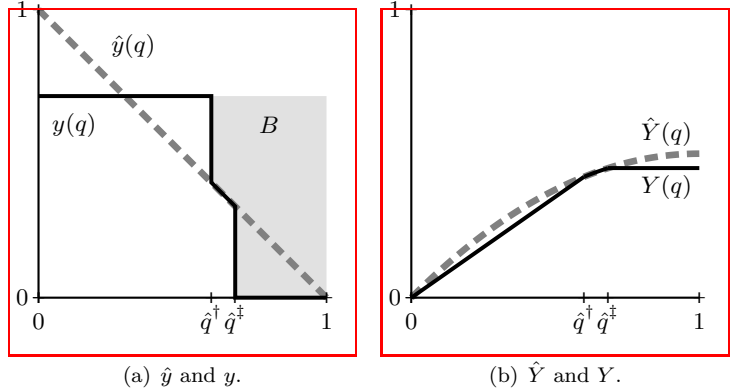 1
ŷ(q)
y(q)
B
0
0
q̂† q̂‡
1
(a) ŷ and y.
1
Ŷ(q)
Y(q)
0
0
q̂† q̂‡
1
(b) Ŷ and Y.